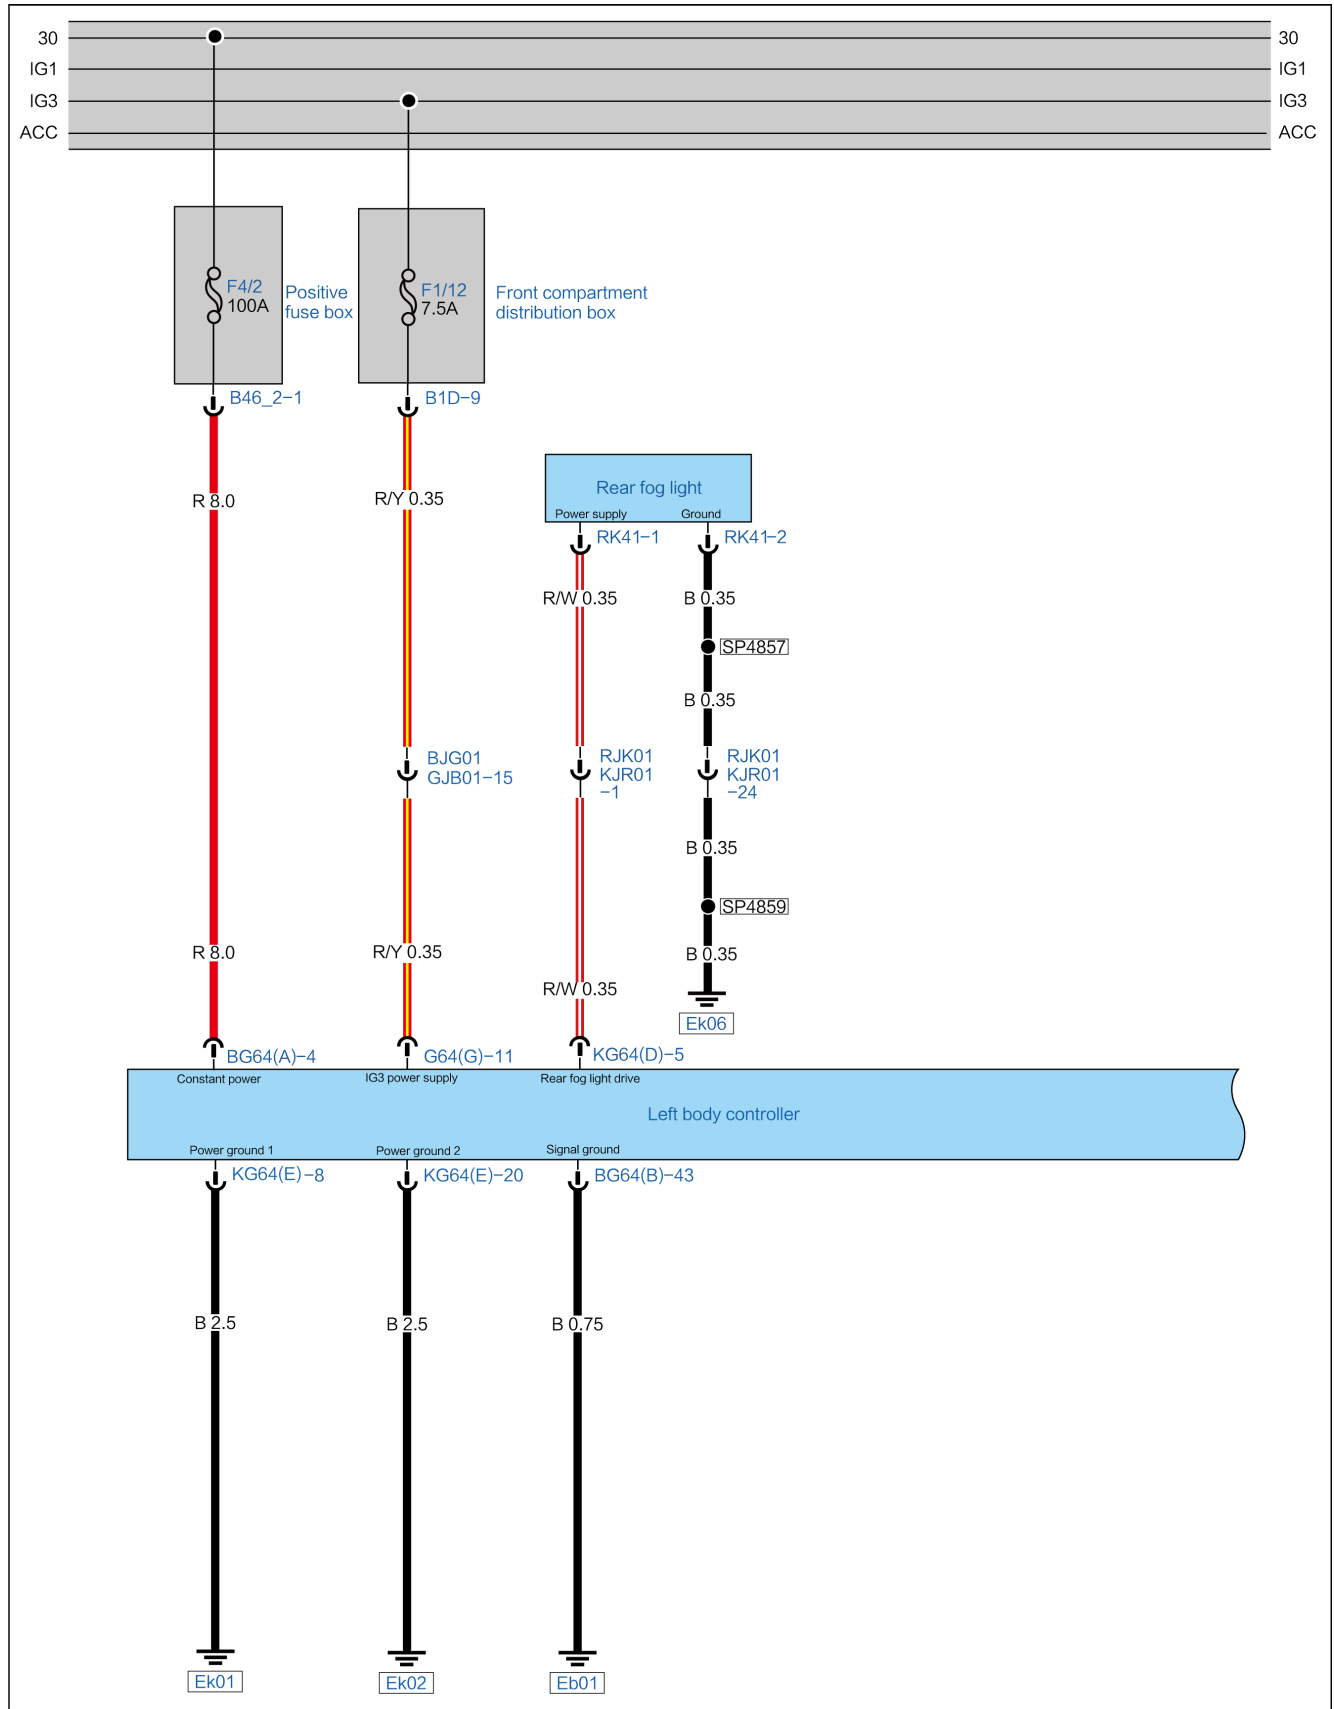 30
30
IG1
IG1
IG3
IG3
ACC
ACC
F4/2
100A
Positive
fuse box
F1/12
7.5A
Front compartment
distribution box
B46_2-1
B1D-9
R 8.0
R/Y 0.35
Rear fog light
Power supply
Ground
RK41-1
RK41-2
R/W 0.35
B 0.35
SP4857
B 0.35
BJG01
GJB01-15
RJK01
KJR01
-1
RJK01
KJR01
-24
B 0.35
SP4859
R 8.0
R/Y 0.35
B 0.35
R/W 0.35
Ek06
BG64(A)-4
G64(G)-11
KG64(D)-5
Constant power
IG3 power supply
Rear fog light drive
Left body controller
Power ground 1
Power ground 2
Signal ground
KG64(E)-8
KG64(E)-20
BG64(B)-43
B 2.5
B 2.5
B 0.75
Ek01
Ek02
Eb01